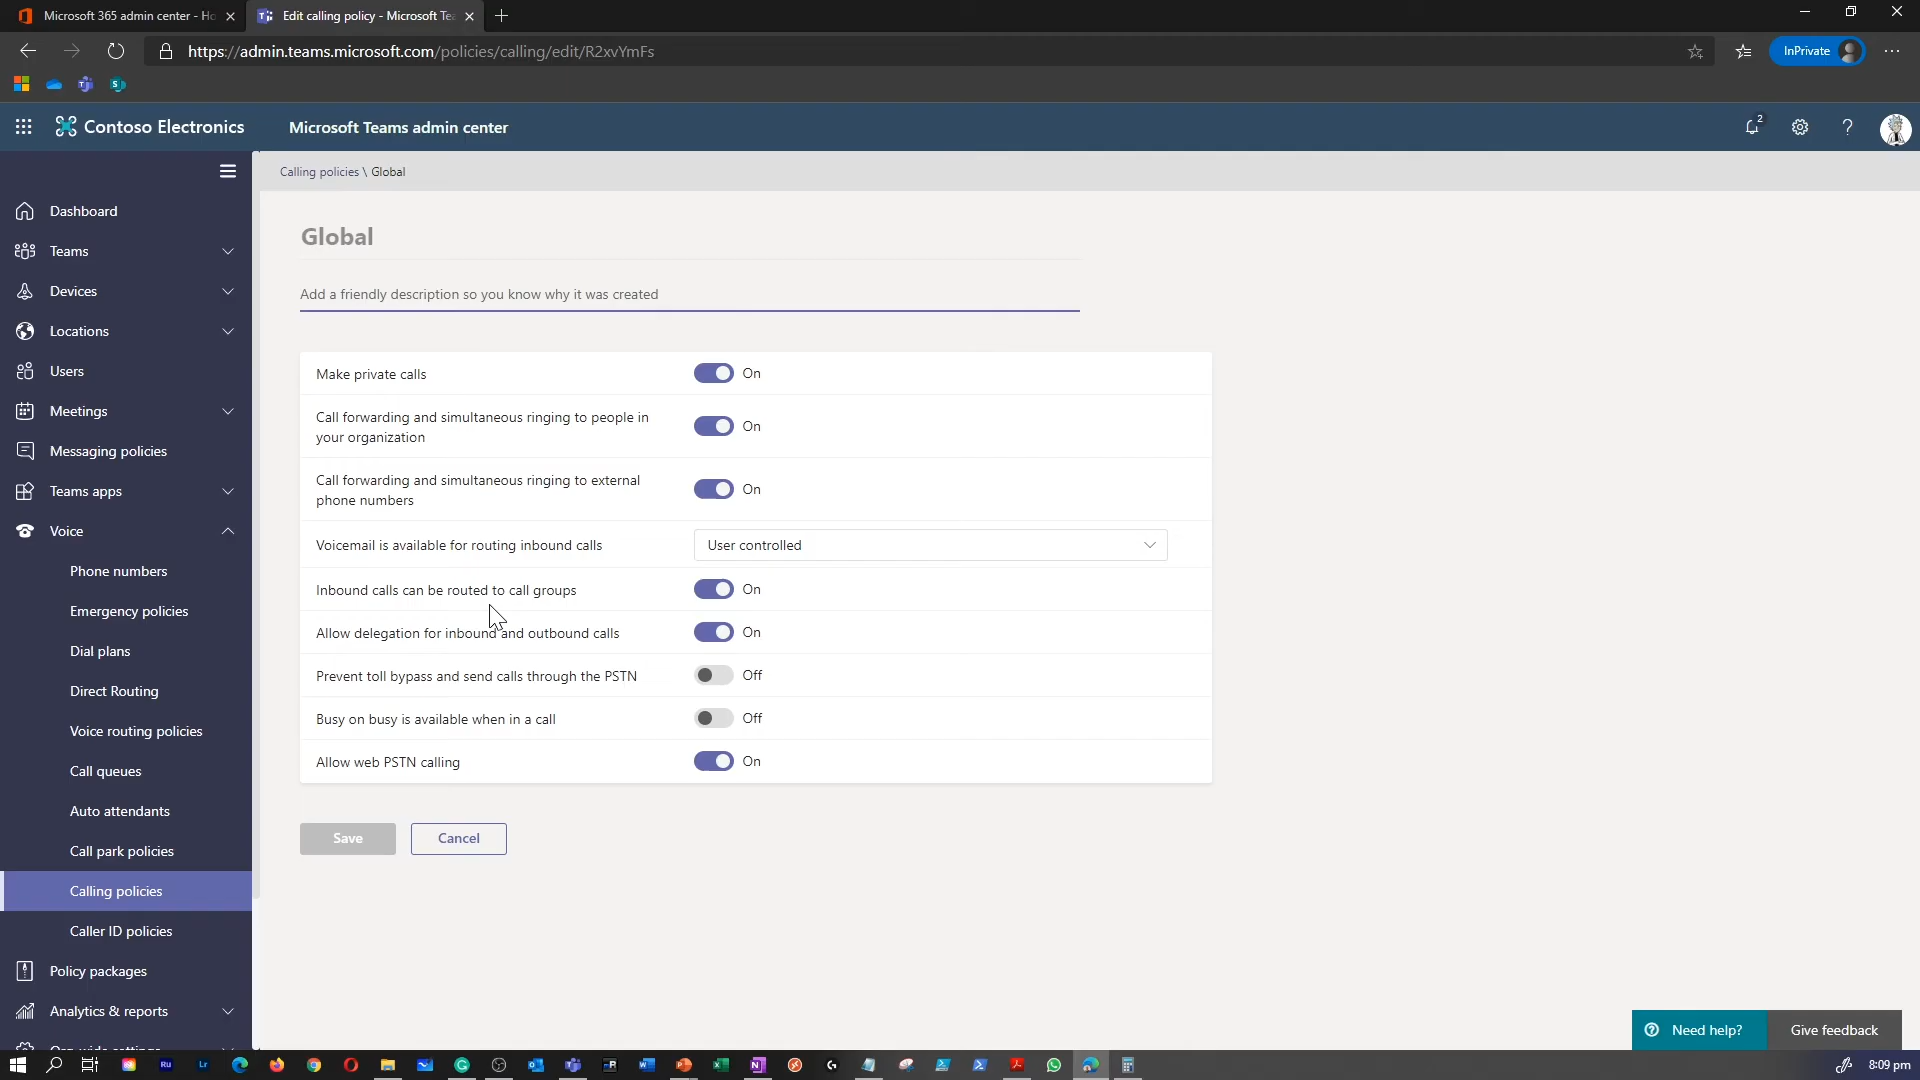 Microsoft 365 admin center - Ho
Edit calling policy - Microsoft Tea
https://admin.teams.microsoft.com/policies/calling/edit/R2xvYmFs
InPrivate
Contoso Electronics
Microsoft Teams admin center
2
Calling policies \ Global
Dashboard
Teams
Devices
Locations
Users
Meetings
Messaging policies
Teams apps
Voice
Phone numbers
Emergency policies
Dial plans
Direct Routing
Voice routing policies
Call queues
Auto attendants
Call park policies
Calling policies
Caller ID policies
Policy packages
Analytics & reports
Global
Add a friendly description so you know why it was created
Make private calls
On
Call forwarding and simultaneous ringing to people in
your organization
On
Call forwarding and simultaneous ringing to external
phone numbers
On
Voicemail is available for routing inbound calls
User controlled
Inbound calls can be routed to call groups
On
Allow delegation for inbound and outbound calls
On
Prevent toll bypass and send calls through the PSTN
Off
Busy on busy is available when in a call
Off
Allow web PSTN calling
On
Save
Cancel
Need help?
Give feedback
8:09 pm